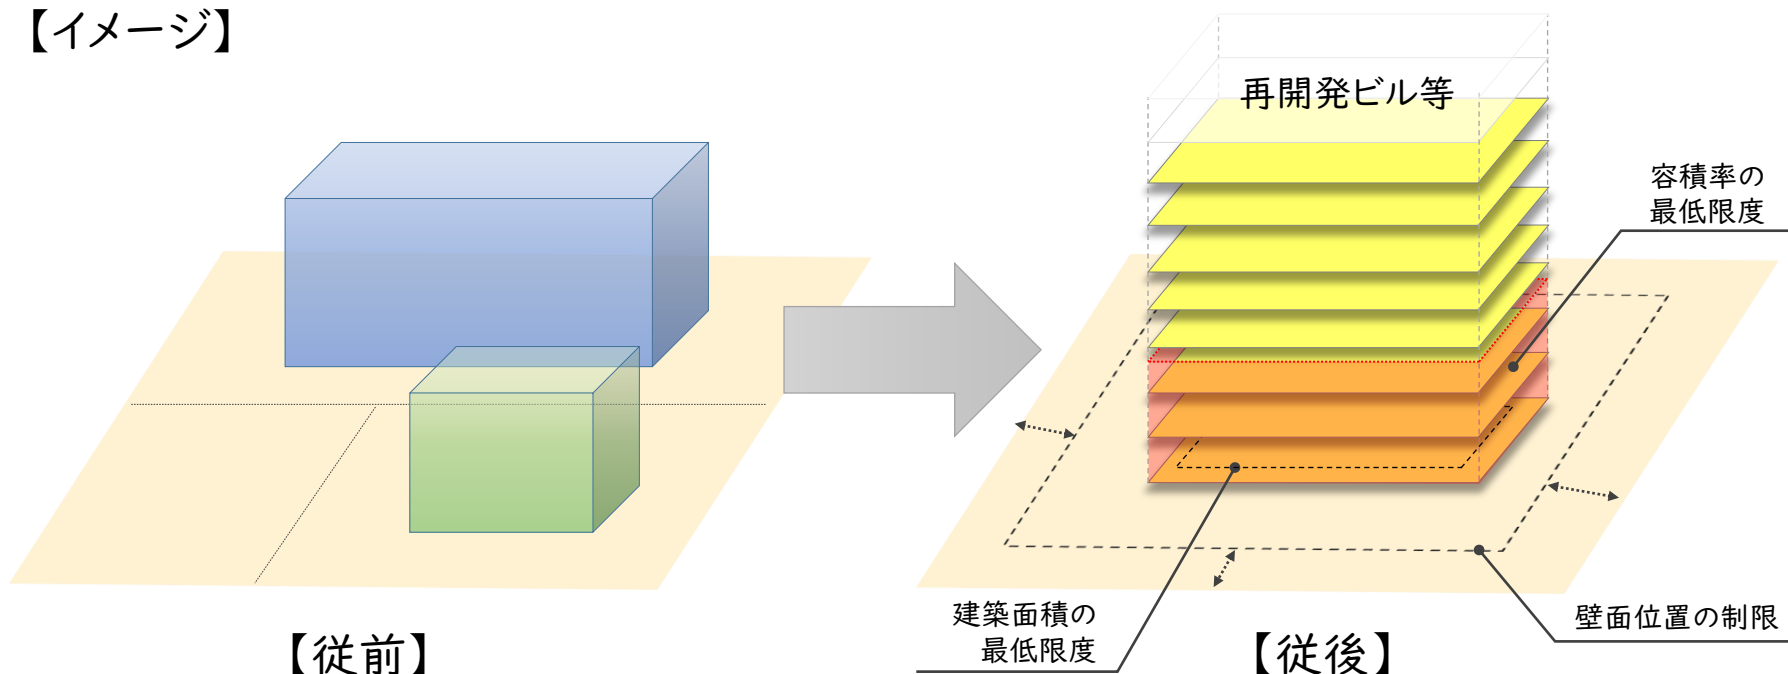 【イメージ】
再開発ビル等
容積率の
最低限度
建築面積の
最低限度
壁面位置の制限
【従前】
【従後】